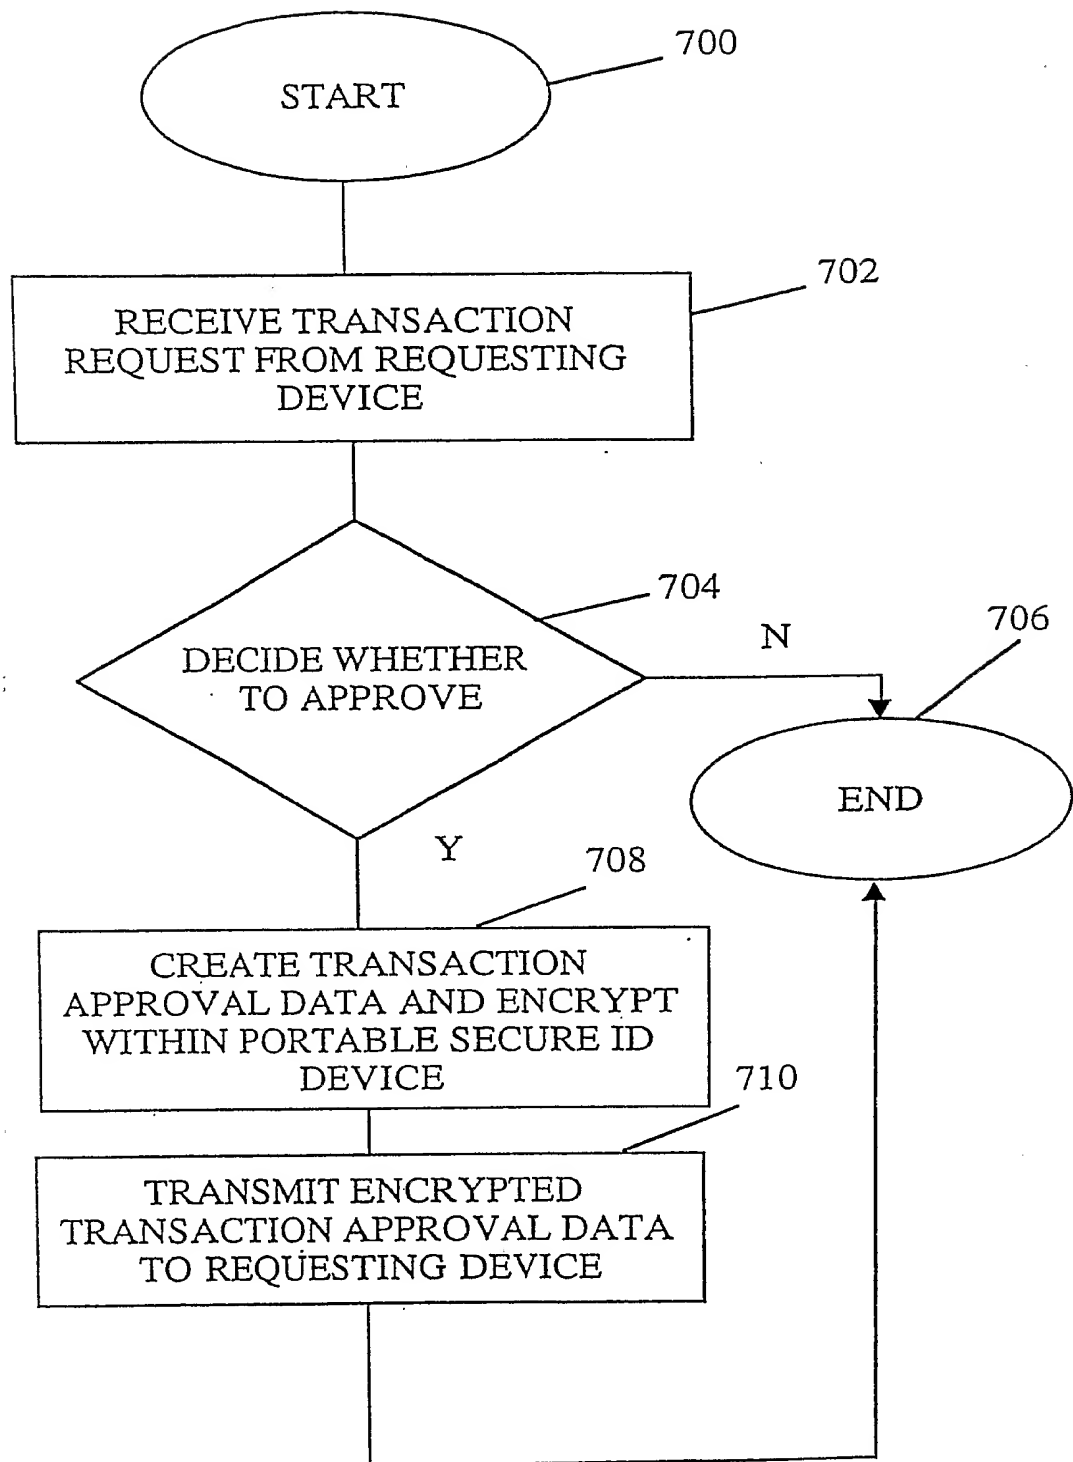 700
START
702
RECEIVE TRANSACTION
REQUEST FROM REQUESTING
DEVICE
704
706
N
DECIDE WHETHER
TO APPROVE
END
Y
708
CREATE TRANSACTION
APPROVAL DATA AND ENCRYPT
WITHIN PORTABLE SECURE ID
DEVICE
710
TRANSMIT ENCRYPTED
TRANSACTION APPROVAL DATA
TO REQUESTING DEVICE